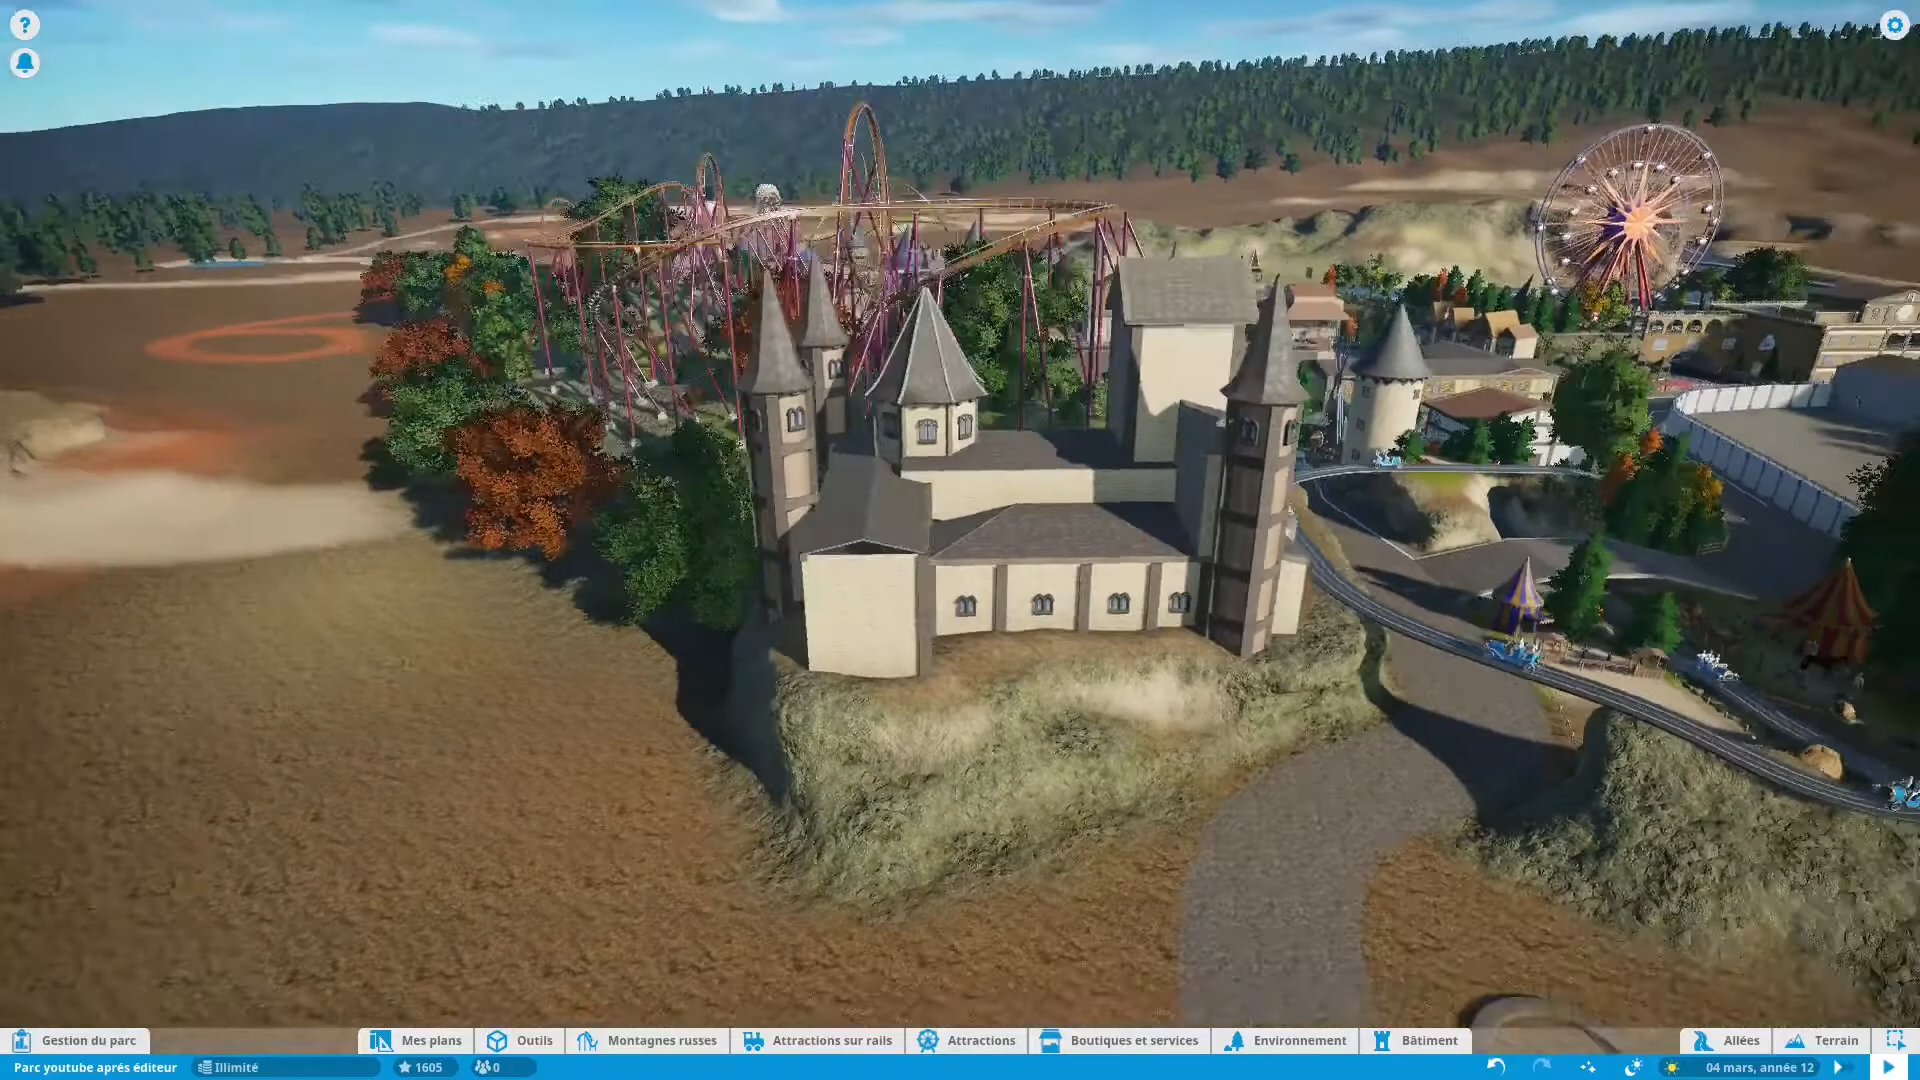 ?
Gestion du parc
Mes plans
Outils
Montagnes russes
Attractions sur rails
Attractions
Boutiques et services
Environnement
Bâtiment
Allées
Terrain
Parc youtube aprés éditeur
Illimité
1605
0
04 mars, année 12